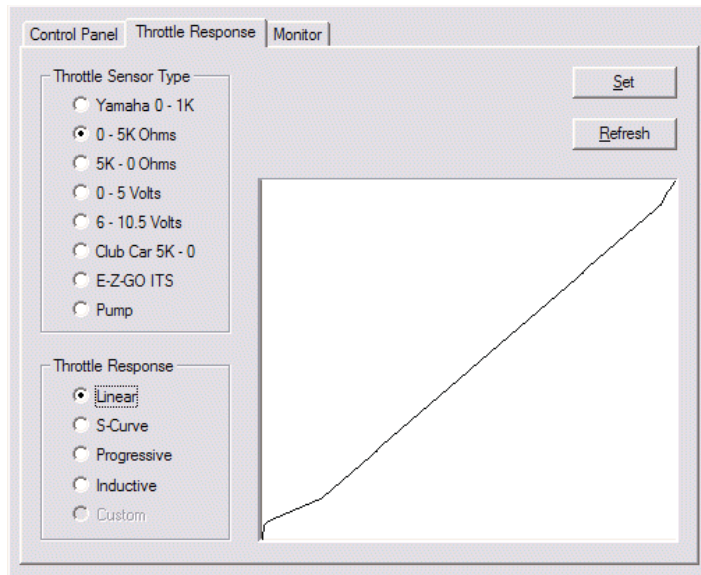 Control Panel
Throttle Response
Monitor
Throttle Sensor Type
Yamaha 0 - 1K
0 - 5K Ohms
5K - 0 Ohms
0 - 5 Volts
6 - 10.5 Volts
Club Car 5K - 0
E-Z-GO ITS
Pump
Set
Refresh
Throttle Response
Linear
S-Curve
Progressive
Inductive
Custom